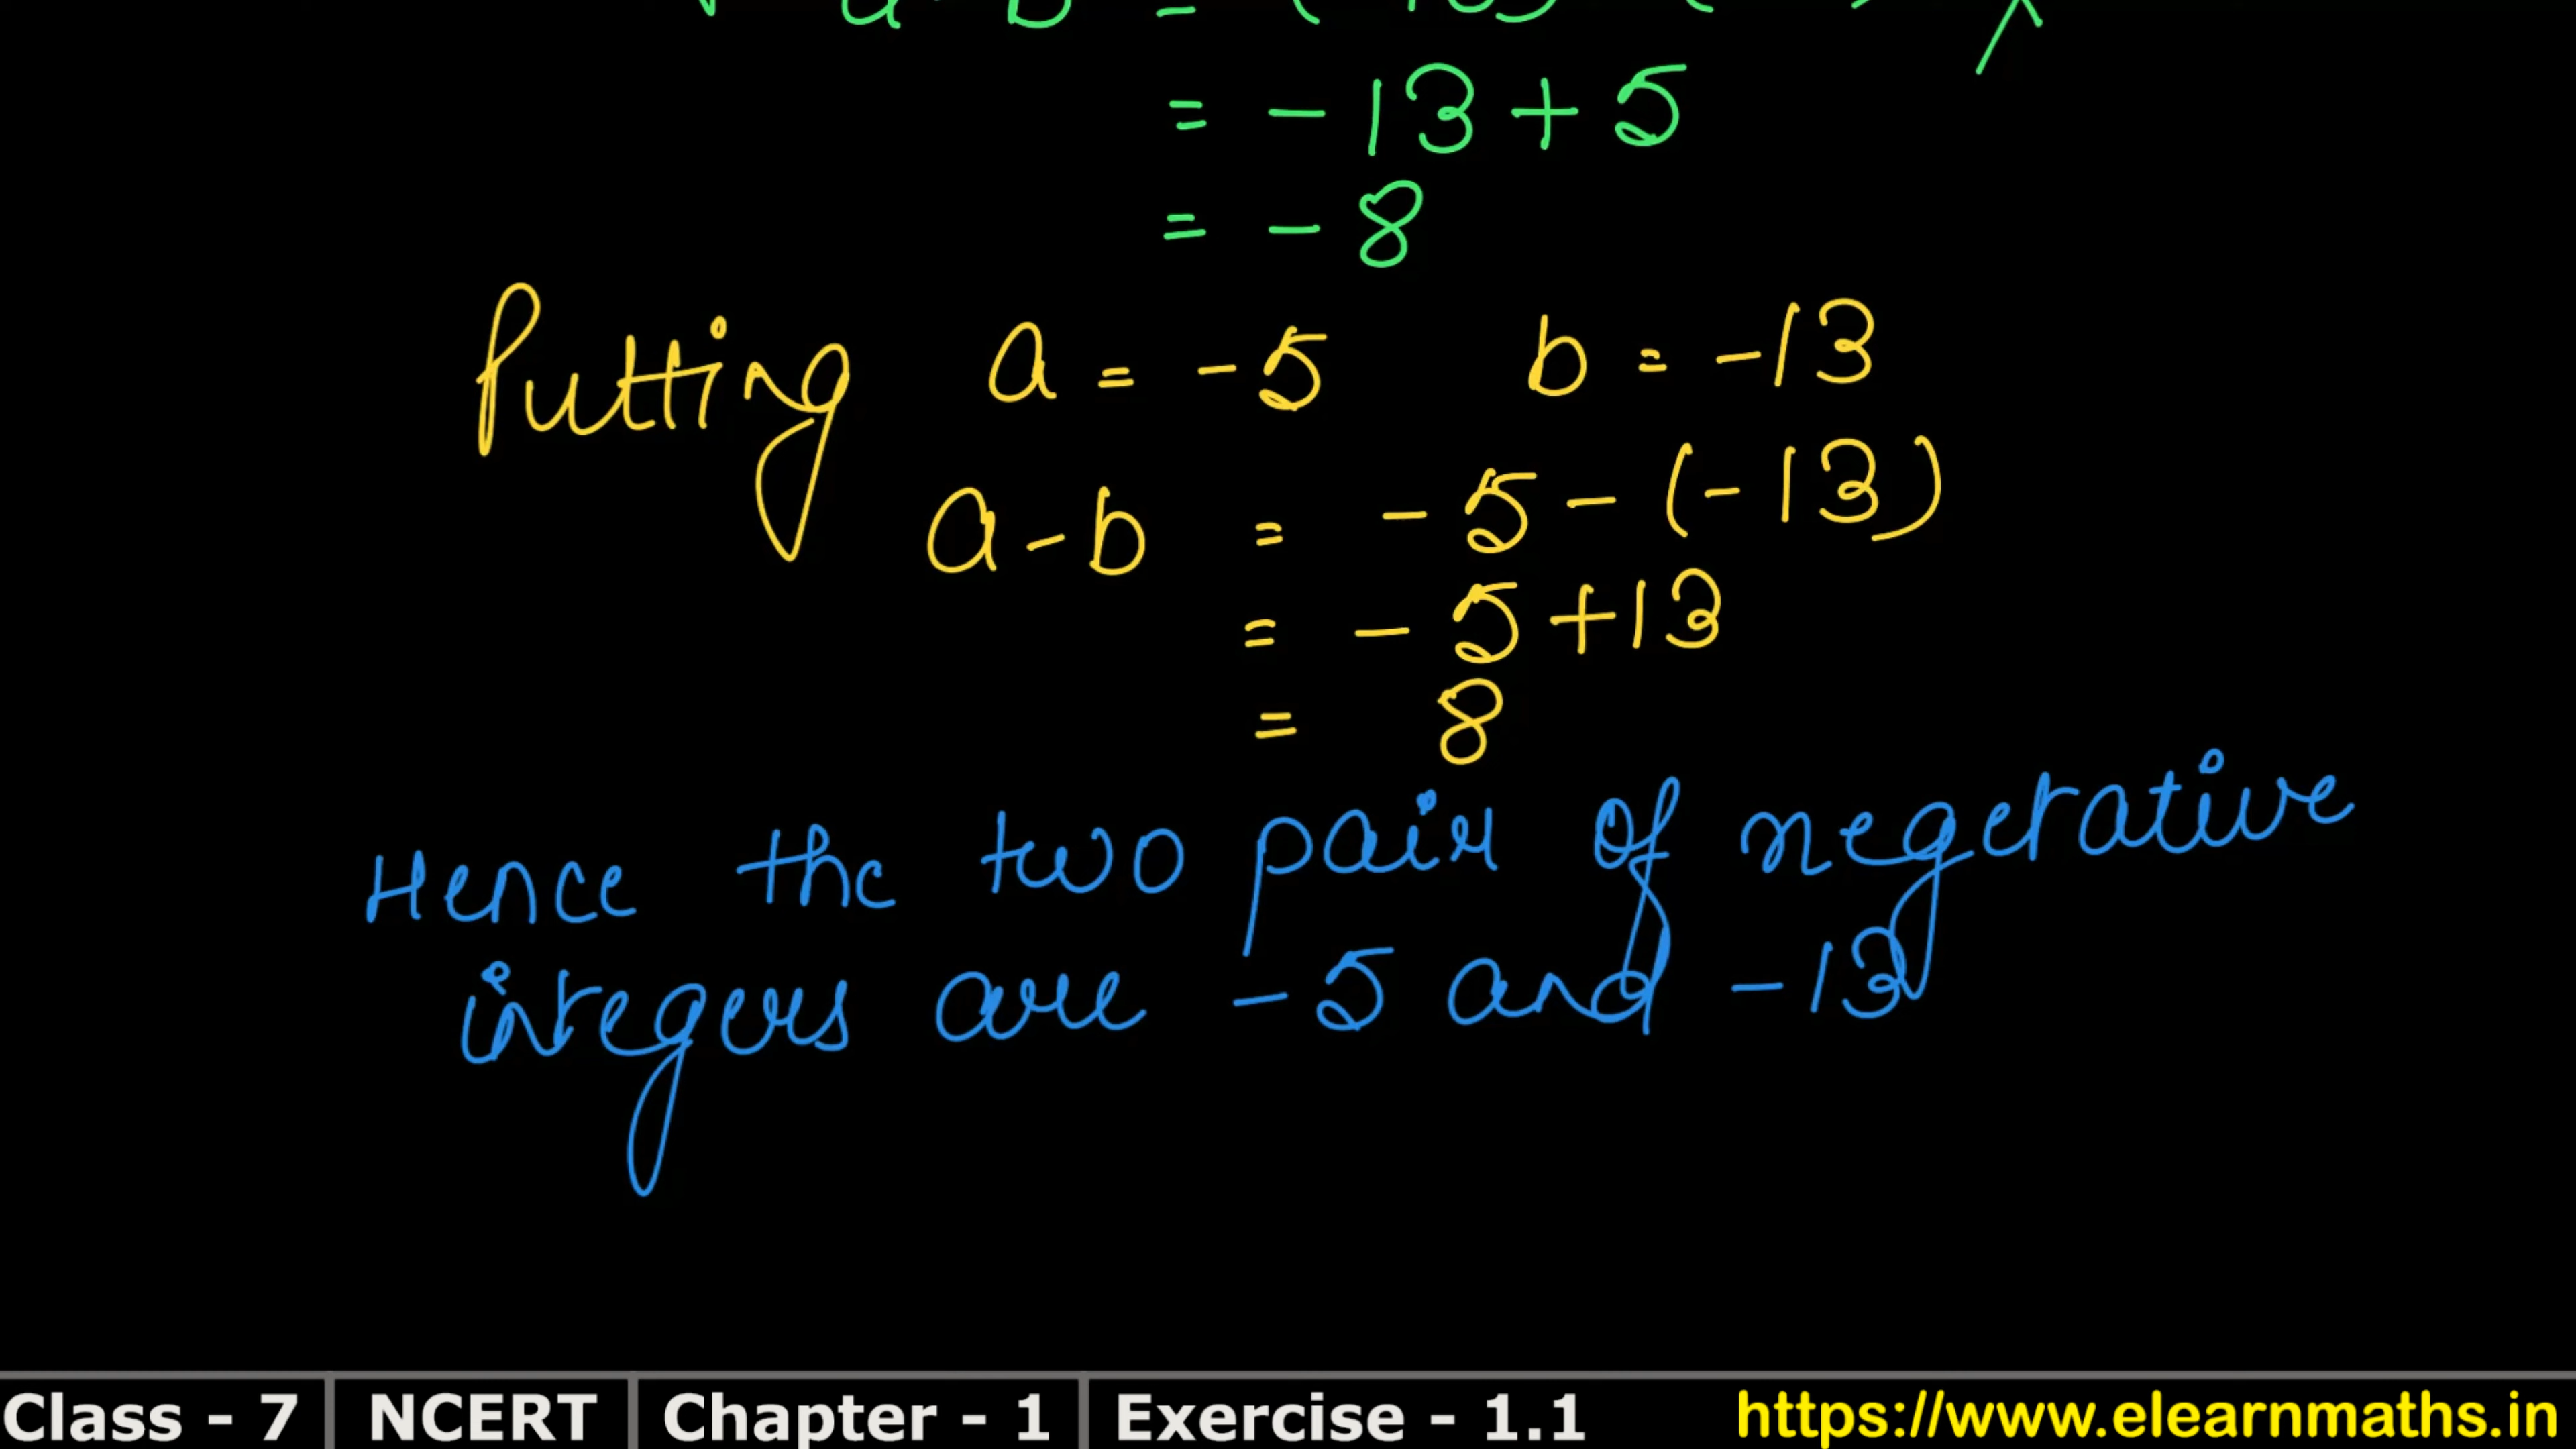 a - b =
= - 13 + 5
= - 8
Putting a = - 5 b = - 13
a - b = - 5 - (- 13)
= - 5 + 13
= 8
Hence the two pair of negetative
integers are - 5 and - 13
Class - 7 NCERT Chapter - 1 Exercise - 1.1 https://www.elearnmaths.in